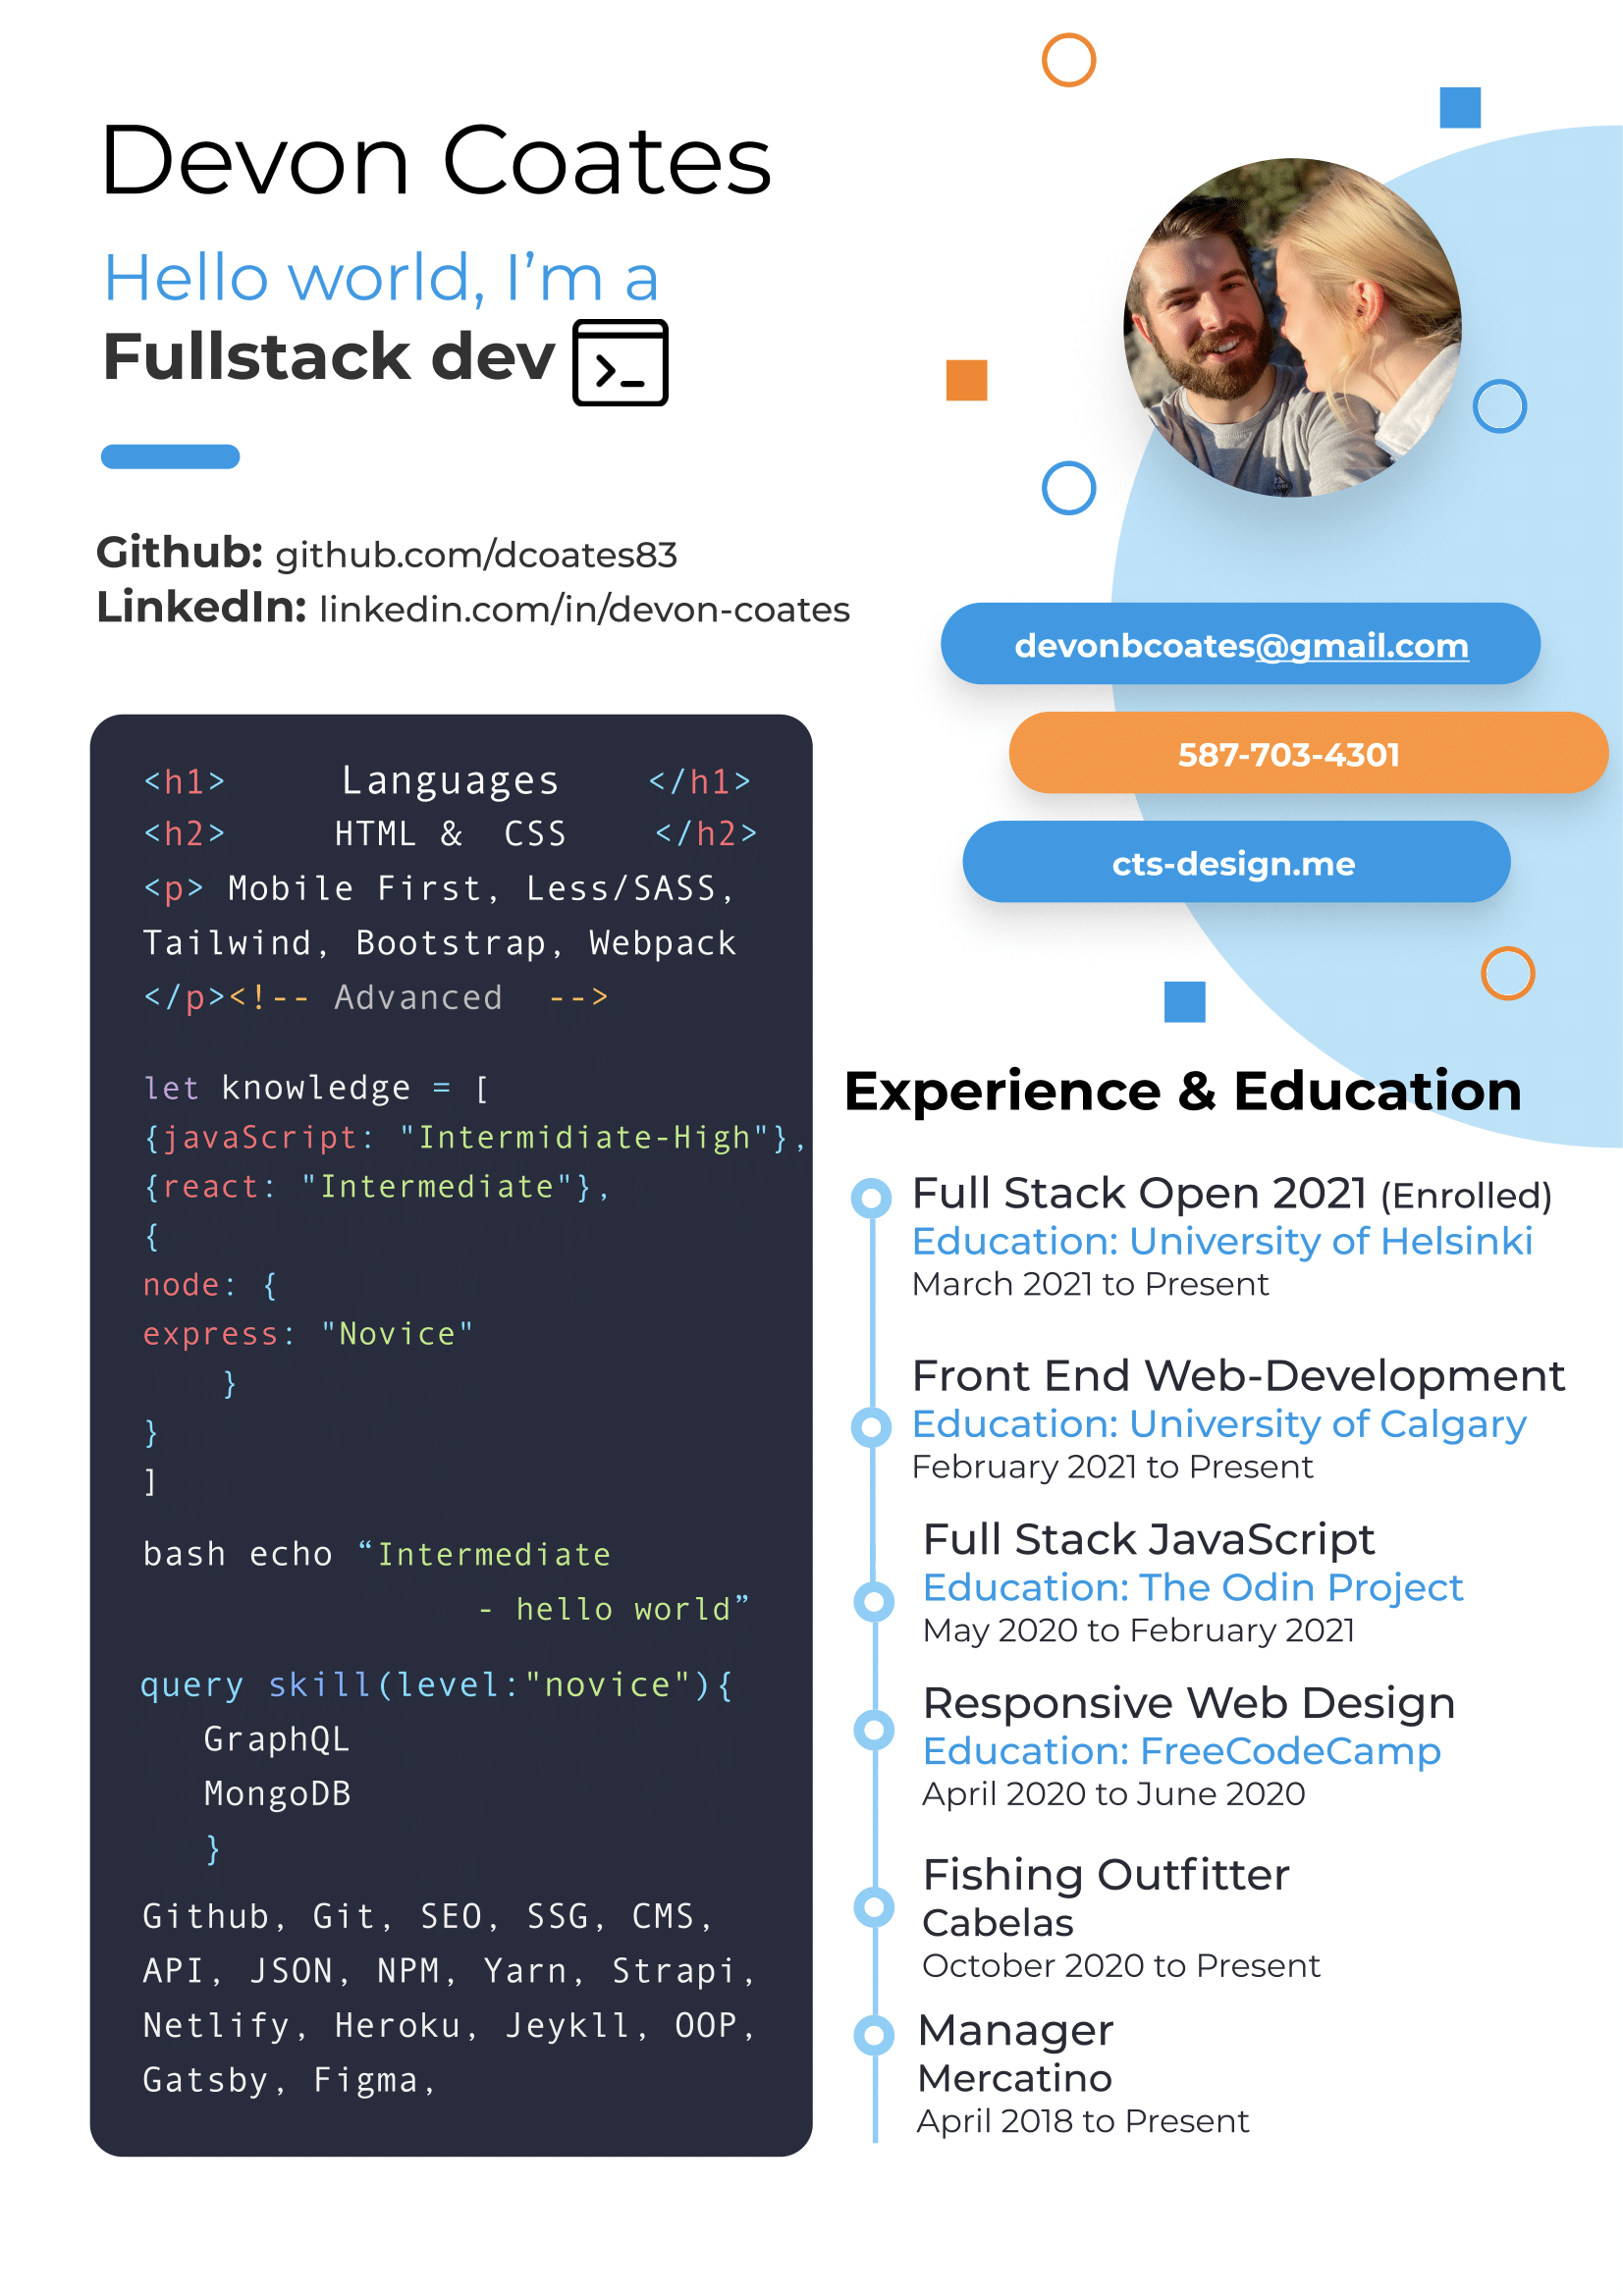 Devon Coates
Hello world, I'm a
Fullstack dev
Github: github.com/dcoates83
LinkedIn: linkedin.com/in/devon-coates
devonbcoates@gmail.com
587-703-4301
cts-design.me
<h1> Languages </h1>
<h2> HTML & CSS </h2>
<p> Mobile First, Less/SASS,
Tailwind, Bootstrap, Webpack
</p><!-- Advanced -->
let knowledge = [
{javaScript: "Intermidiate-High"},
{react: "Intermediate"},
{
node: {
express: "Novice"
}
}
]
bash echo “Intermediate
- hello world”
query skill(level:"novice"){
GraphQL
MongoDB
}
Github, Git, SEO, SSG, CMS,
API, JSON, NPM, Yarn, Strapi,
Netlify, Heroku, Jeykll, OOP,
Gatsby, Figma,
Experience & Education
Full Stack Open 2021 (Enrolled)
Education: University of Helsinki
March 2021 to Present
Front End Web-Development
Education: University of Calgary
February 2021 to Present
Full Stack JavaScript
Education: The Odin Project
May 2020 to February 2021
Responsive Web Design
Education: FreeCodeCamp
April 2020 to June 2020
Fishing Outfitter
Cabelas
October 2020 to Present
Manager
Mercatino
April 2018 to Present